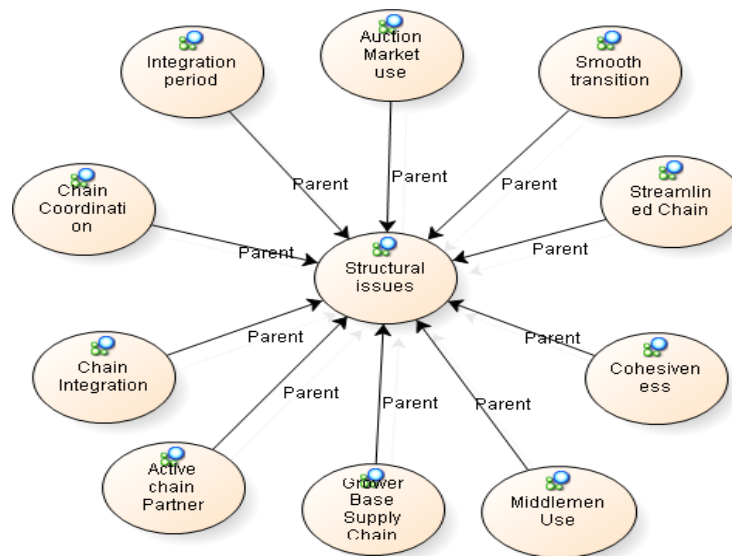 Auction
Market
use
Integration
period
Smooth
transition
Parent
Parent
Parent
Chain
Coordinati
on
Streamlin
ed Chain
Parent
Parent
Structural
issues
Parent
Parent
Chain
Integration
Cohesiven
ess
Parent
Parent
Parent
Active
chain
Partner
Grower
Base
Supply
Chain
Middlemen
Use